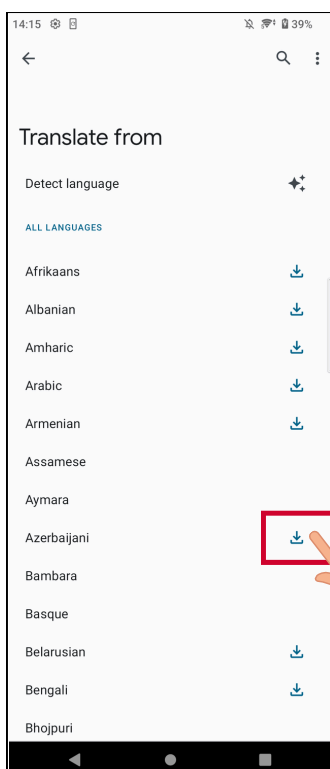 14:15 39%
Translate from
Detect language
ALL LANGUAGES
Afrikaans
Albanian
Amharic
Arabic
Armenian
Assamese
Aymara
Azerbaijani
Bambara
Basque
Belarusian
Bengali
Bhojpuri